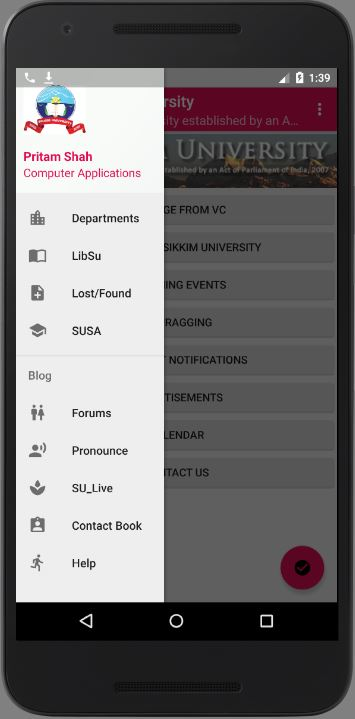 1:39
rsity
sity established by an A...
Pritam Shah
Computer Applications
UNIVERSITY
stablished by an Act of Parliament of India, 2007
Departments
LibSu
Lost/Found
SUSA
Blog
Forums
Pronounce
SU_Live
Contact Book
Help
GE FROM VC
SIKKIM UNIVERSITY
ING EVENTS
RAGGING
NOTIFICATIONS
TISEMENTS
LENDAR
TACT US